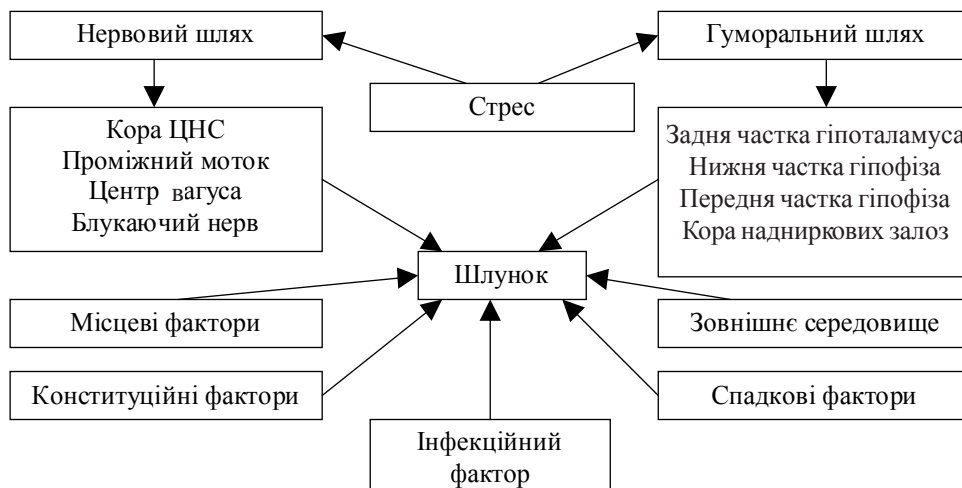 Нервовий шлях
Гуморальний шлях
Стрес
Кора ЦНС
Проміжний моток
Центр вагуса
Блукаючий нерв
Задня частка гіпоталамуса
Нижня частка гіпофіза
Передня частка гіпофіза
Кора надниркових залоз
Шлунок
Місцеві фактори
Зовнішнє середовище
Конституційні фактори
Спадкові фактори
Інфекційний
фактор